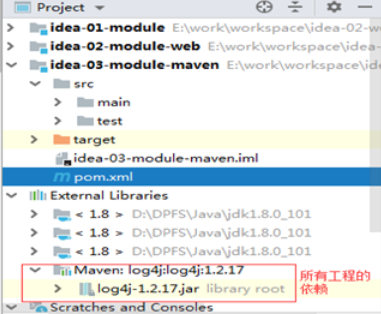 Project
idea-01-module E:\work\workspace\idea-02-w
idea-02-module-web E:\work\workspace\idea-
idea-03-module-maven E:\work\workspace\ide
src
main
test
target
idea-03-module-maven.iml
pom.xml
External Libraries
< 1.8 > D:\DPFS\Java\jdk1.8.0_101
< 1.8 > D:\DPFS\Java\jdk1.8.0_101
< 1.8 > D:\DPFS\Java\jdk1.8.0_101
Maven: log4j:log4j:1.2.17
log4j-1.2.17.jar library root
所有工程的
依赖
Scratches and Consoles